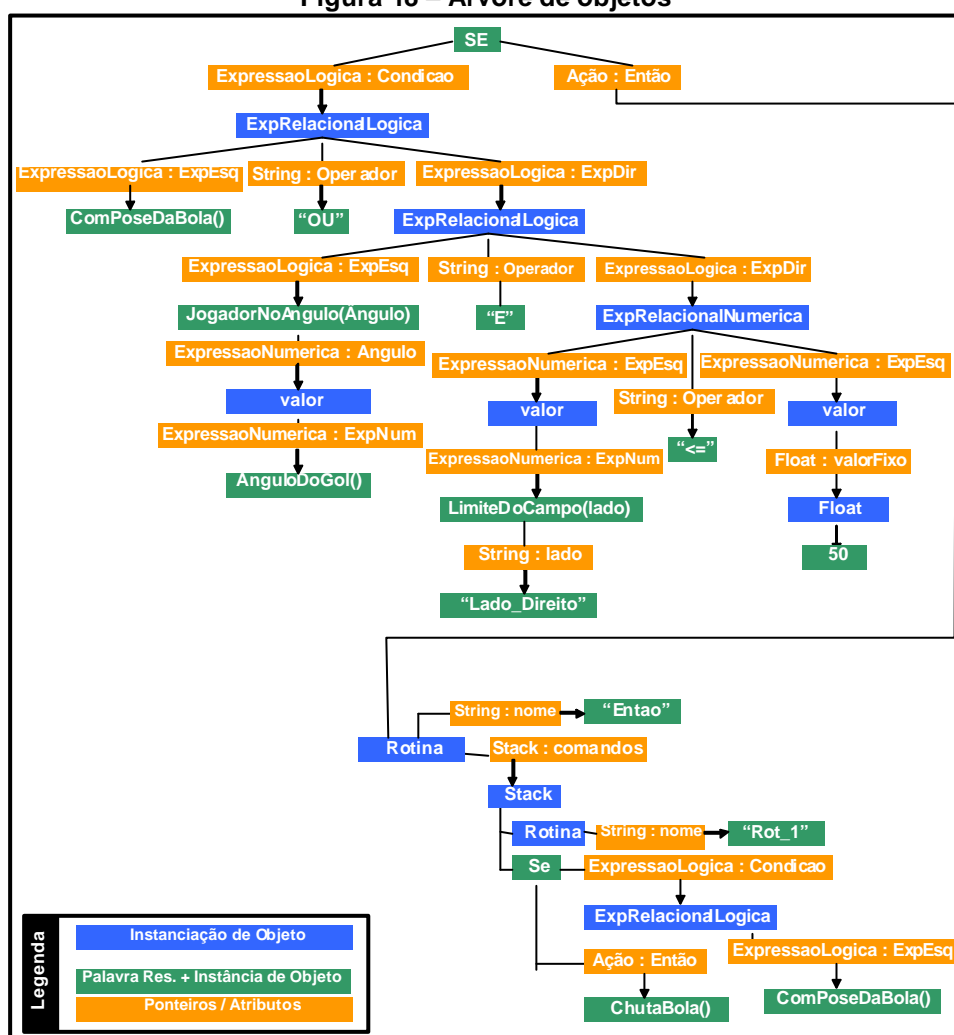 Figura 18 – Árvore de objetos
SE
ExpressaoLogica : Condicao
Ação : Então
ExpRelacionalLogica
ExpressaoLogica : ExpEsq
String : Operador
ExpressaoLogica : ExpDir
ComPoseDaBola()
“OU”
ExpRelacionalLogica
ExpressaoLogica : ExpEsq
String : Operador
ExpressaoLogica : ExpDir
JogadorNoAngulo(Ângulo)
“E”
ExpRelacionalNumerica
ExpressaoNumerica : Angulo
ExpressaoNumerica : ExpEsq
ExpressaoNumerica : ExpEsq
valor
valor
String : Operador
valor
ExpressaoNumerica : ExpNum
ExpressaoNumerica : ExpNum
“<=”
Float : valorFixo
AnguloDoGol()
LimiteDoCampo(lado)
Float
String : lado
50
“Lado_Direito”
String : nome
“Entao”
Rotina
Stack : comandos
Stack
Rotina
String : nome
“Rot_1”
Se
ExpressaoLogica : Condicao
ExpRelacionalLogica
ExpressaoLogica : ExpEsq
Ação : Então
ComPoseDaBola()
ChutaBola()
Legenda
Instanciação de Objeto
Palavra Res. + Instância de Objeto
Ponteiros / Atributos